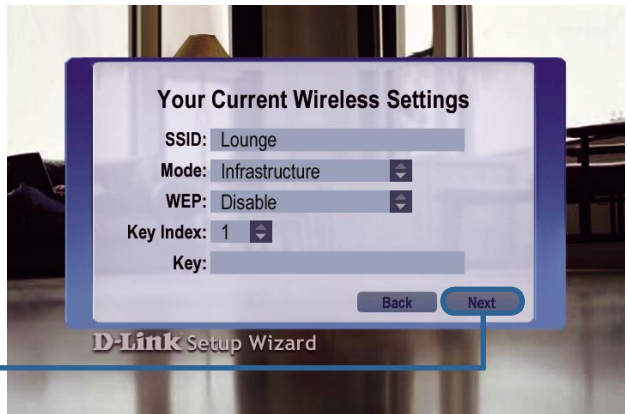 Your Current Wireless Settings
SSID: Lounge
Mode: Infrastructure
WEP: Disable
Key Index: 1
Key:
Back Next
D-Link Setup Wizard